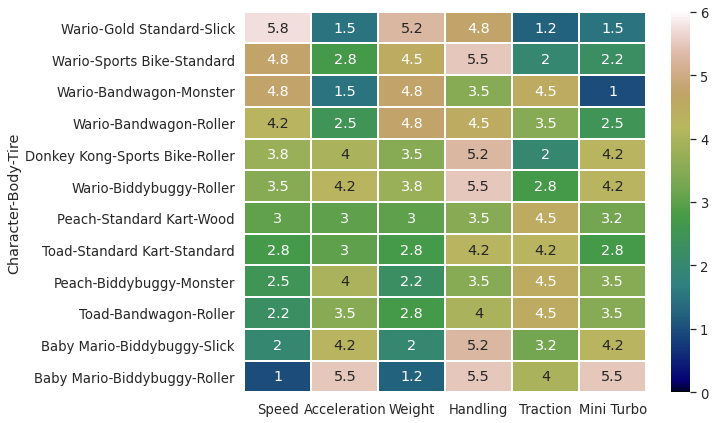 Character-Body-Tire
Wario-Gold Standard-Slick 5.8 1.5 5.2 4.8 1.2 1.5
Wario-Sports Bike-Standard 4.8 2.8 4.5 5.5 2 2.2
Wario-Bandwagon-Monster 4.8 1.5 4.8 3.5 4.5 1
Wario-Bandwagon-Roller 4.2 2.5 4.8 4.5 3.5 2.5
Donkey Kong-Sports Bike-Roller 3.8 4 3.5 5.2 2 4.2
Wario-Biddybuggy-Roller 3.5 4.2 3.8 5.5 2.8 4.2
Peach-Standard Kart-Wood 3 3 3 3.5 4.5 3.2
Toad-Standard Kart-Standard 2.8 3 2.8 4.2 4.2 2.8
Peach-Biddybuggy-Monster 2.5 4 2.2 3.5 4.5 3.5
Toad-Bandwagon-Roller 2.2 3.5 2.8 4 4.5 3.5
Baby Mario-Biddybuggy-Slick 2 4.2 2 5.2 3.2 4.2
Baby Mario-Biddybuggy-Roller 1 5.5 1.2 5.5 4 5.5
Speed Acceleration Weight Handling Traction Mini Turbo
6
5
4
3
2
1
0